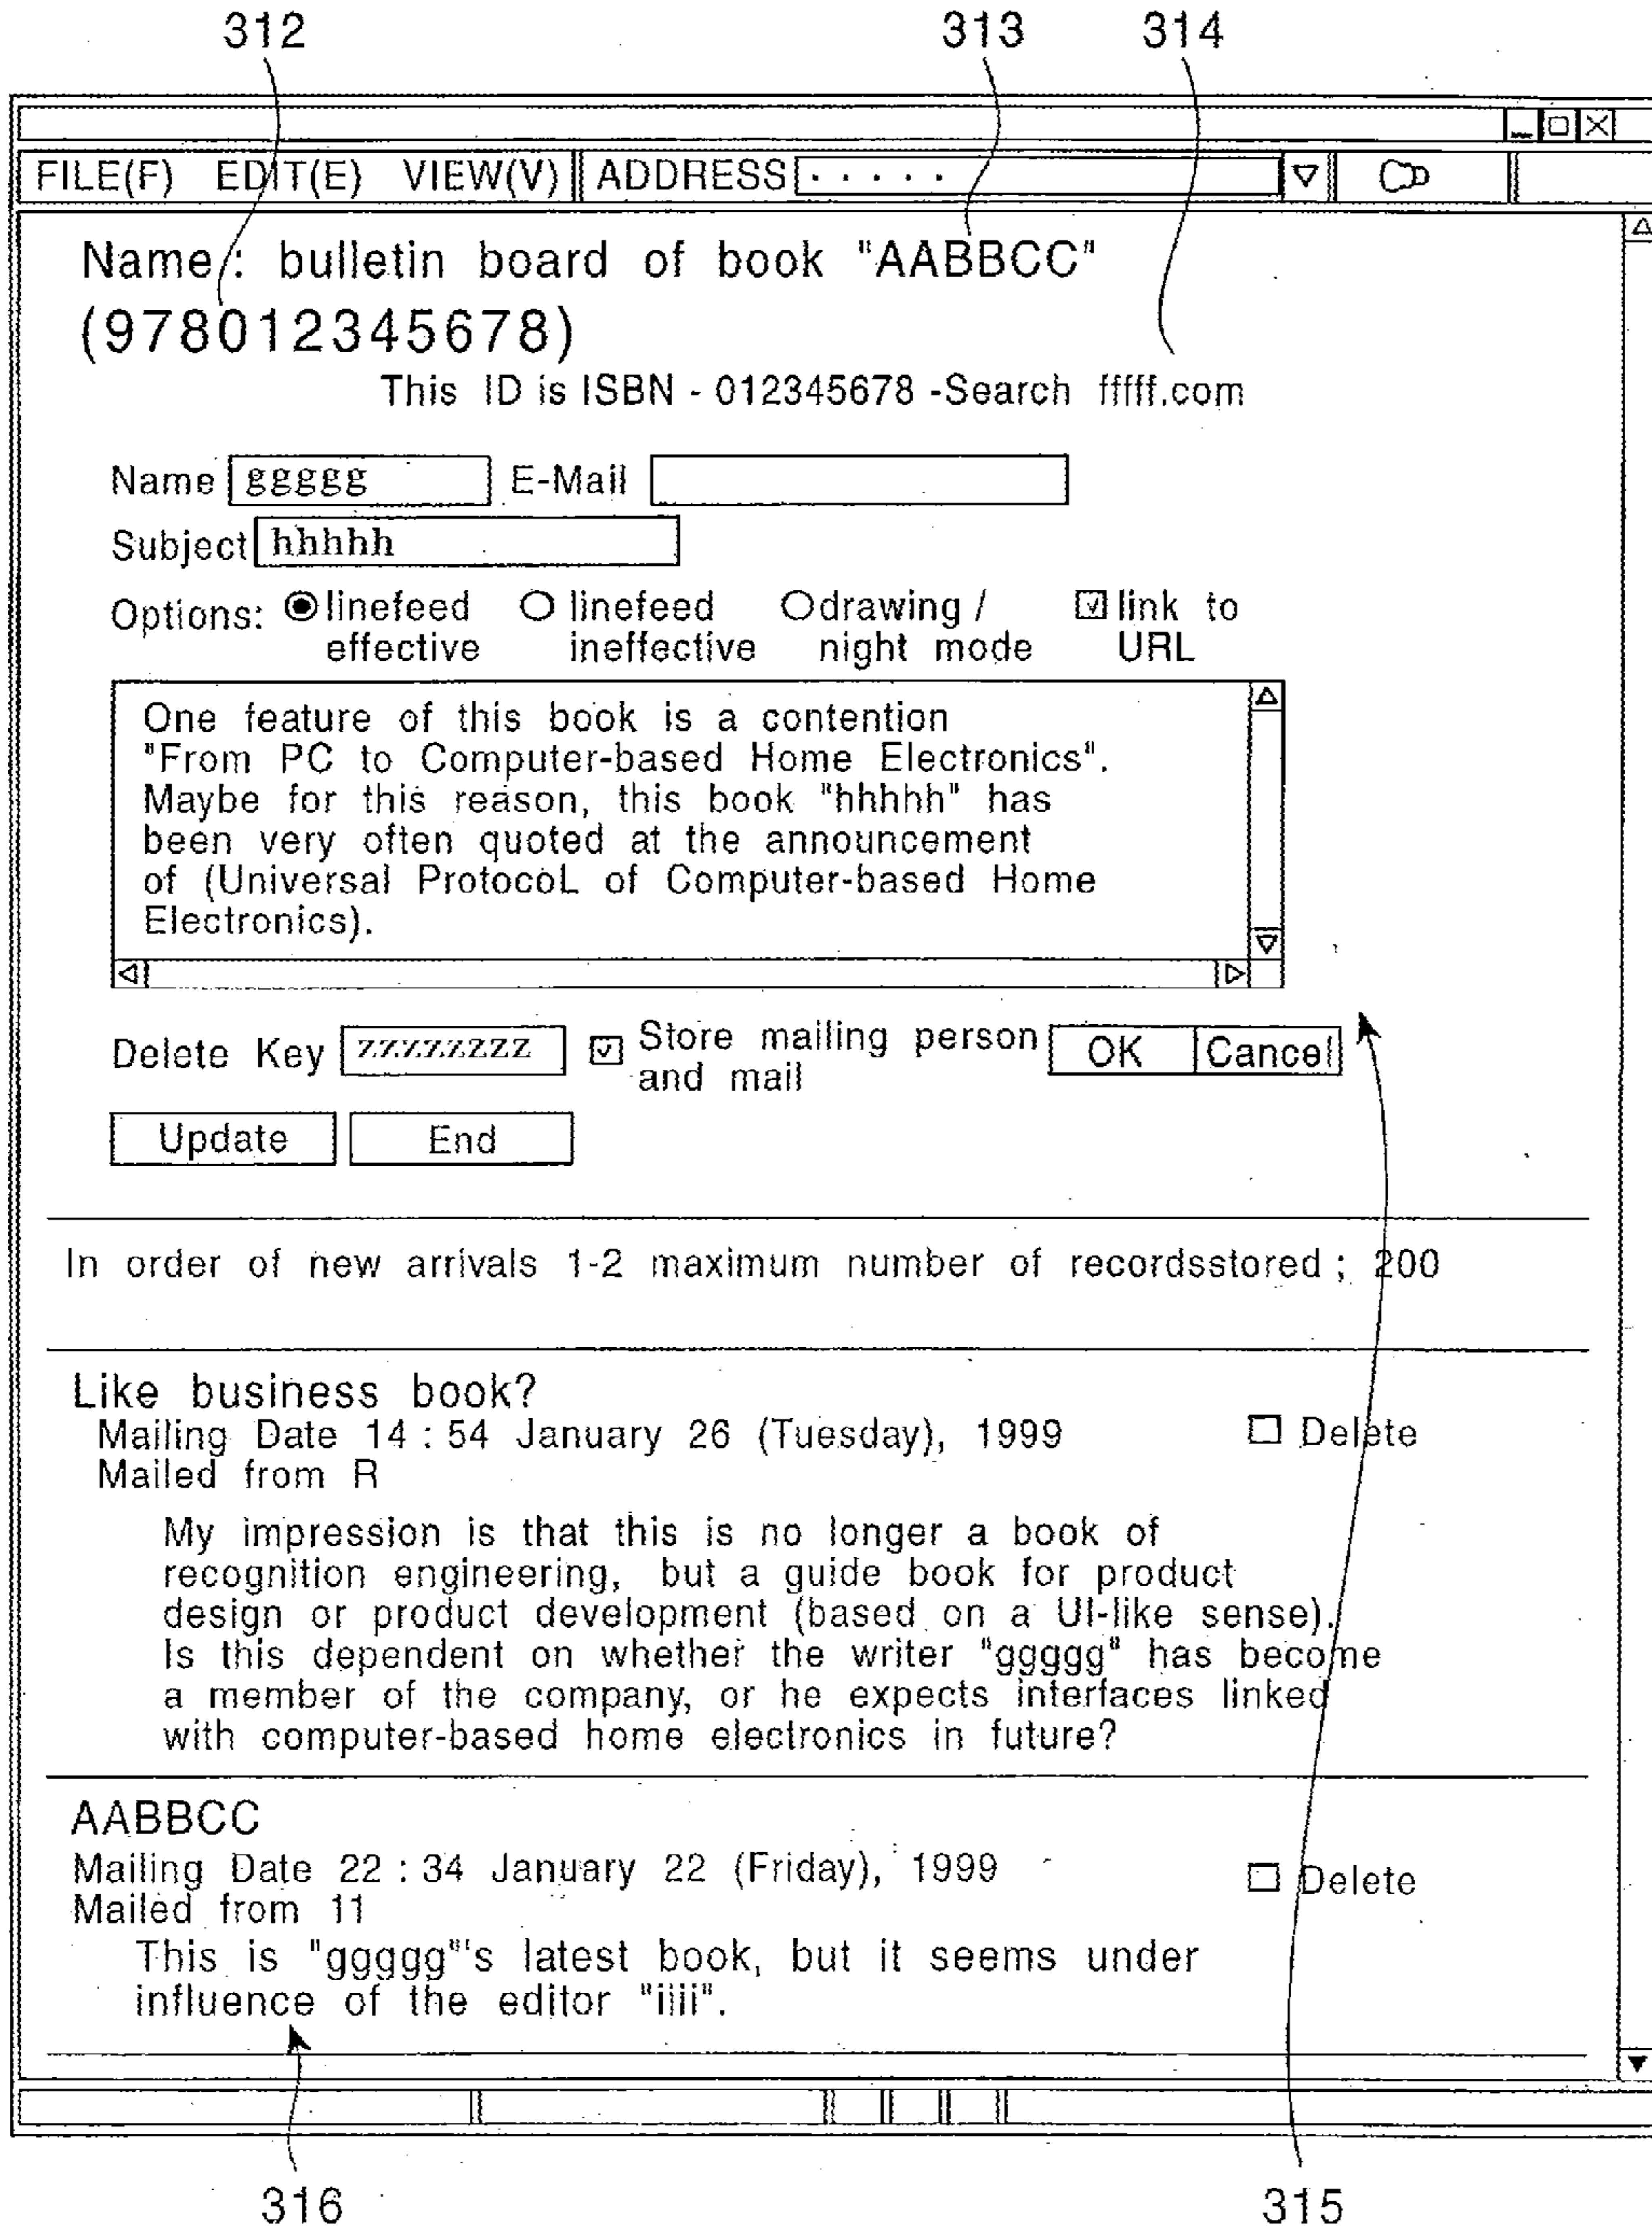 312 313 314
FILE(F) EDIT(E) VIEW(V) ADDRESS .....
Name : bulletin board of book "AABBCC"
(978012345678)
This ID is ISBN - 012345678 -Search fffff.com
Name ggggg E-Mail
Subject hhhhh
Options: linefeed effective linefeed ineffective drawing / night mode link to URL
One feature of this book is a contention
"From PC to Computer-based Home Electronics".
Maybe for this reason, this book "hhhhh" has
been very often quoted at the announcement
of (Universal ProtocoL of Computer-based Home
Electronics).
Delete Key zzzzzzzz Store mailing person and mail OK Cancel
Update End
In order of new arrivals 1-2 maximum number of recordsstored ; 200
Like business book?
Mailing Date 14 : 54 January 26 (Tuesday), 1999 Delete
Mailed from R
My impression is that this is no longer a book of
recognition engineering, but a guide book for product
design or product development (based on a UI-like sense).
Is this dependent on whether the writer "ggggg" has become
a member of the company, or he expects interfaces linked
with computer-based home electronics in future?
AABBCC
Mailing Date 22 : 34 January 22 (Friday), 1999 Delete
Mailed from 11
This is "ggggg"'s latest book, but it seems under
influence of the editor "iiii".
316 315